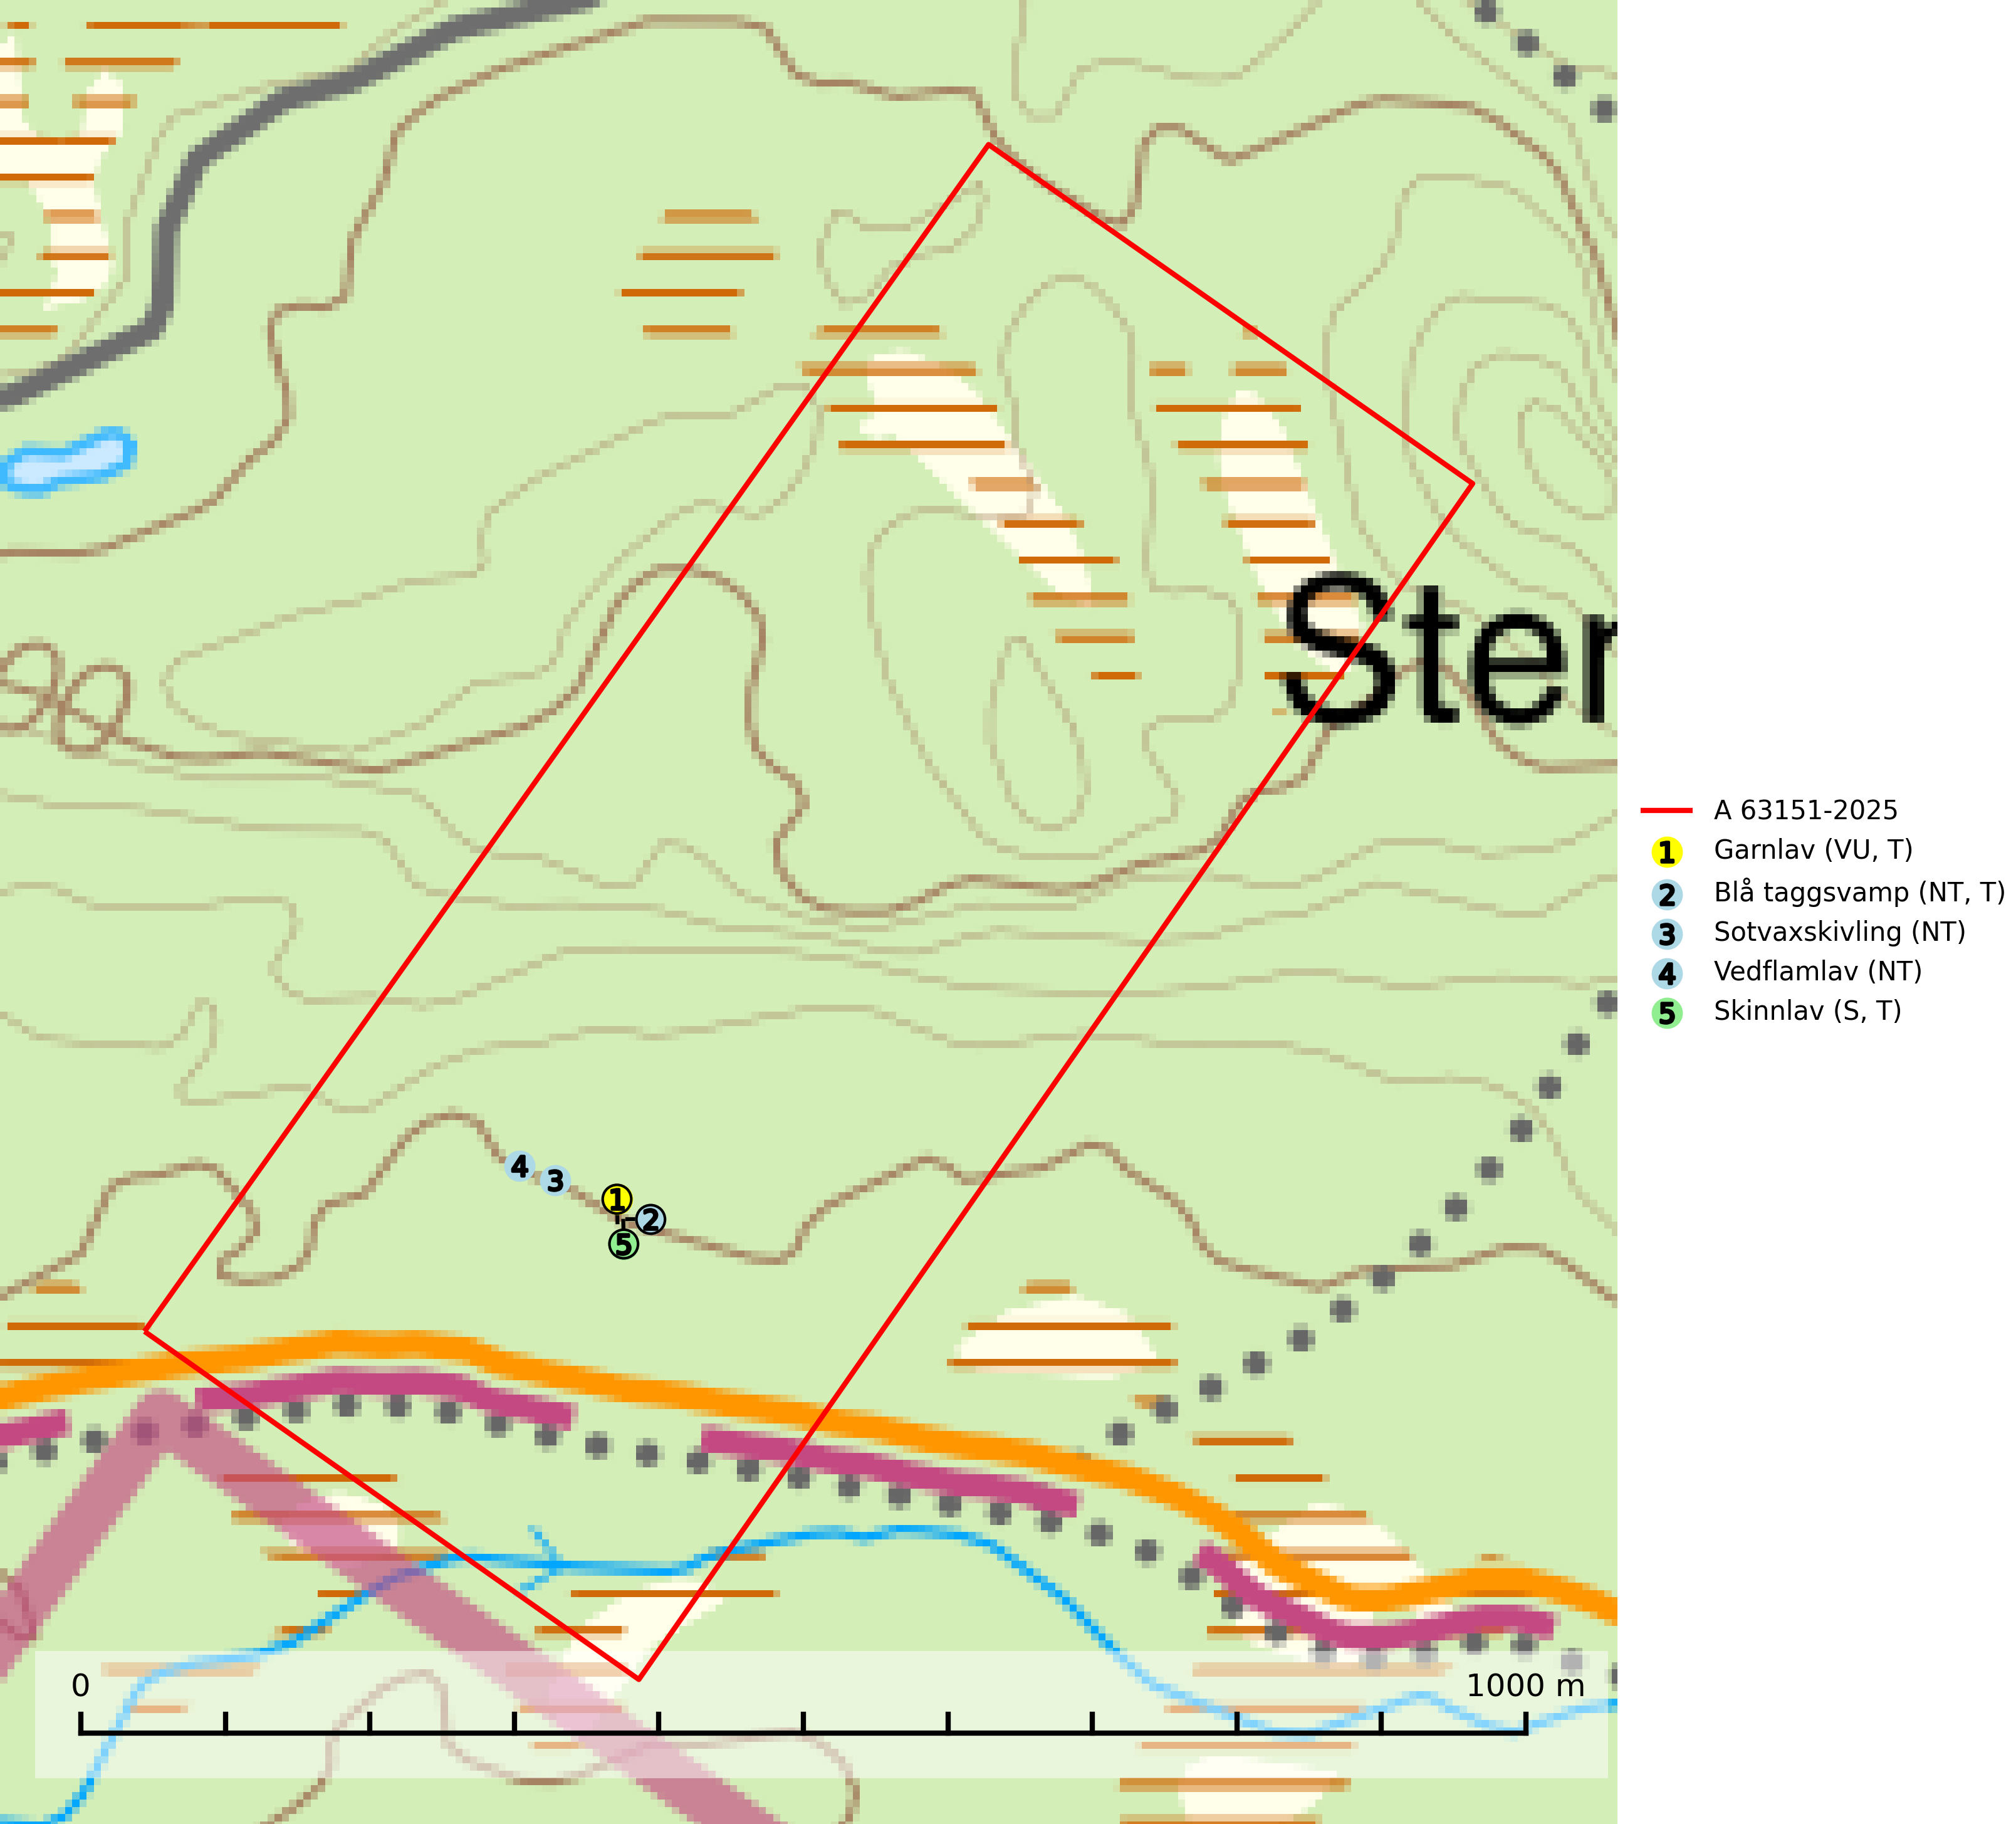 Ster
A 63151-2025
1 Garnlav (VU, T)
2 Blå taggsvamp (NT, T)
3 Sotvaxskivling (NT)
4 Vedflamlav (NT)
5 Skinnlav (S, T)
4
3
1
2
5
0 1000 m